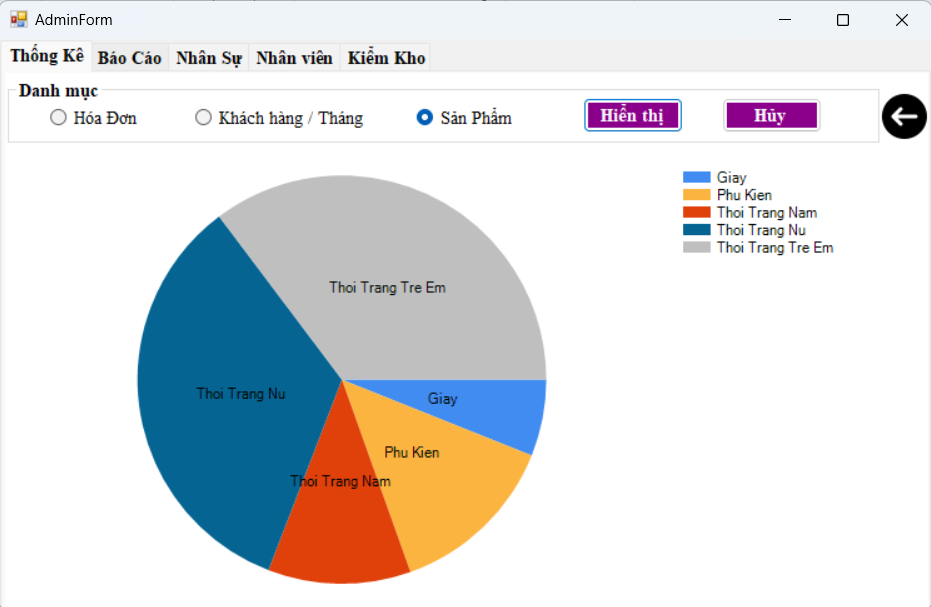 AdminForm
Thống Kê Báo Cáo Nhân Sự Nhân viên Kiểm Kho
Danh mục
Hóa Đơn Khách hàng / Tháng Sản Phẩm Hiển thị Hủy
Giay
Phu Kien
Thoi Trang Nam
Thoi Trang Nu
Thoi Trang Tre Em
Thoi Trang Tre Em
Thoi Trang Nu
Giay
Phu Kien
Thoi Trang Nam